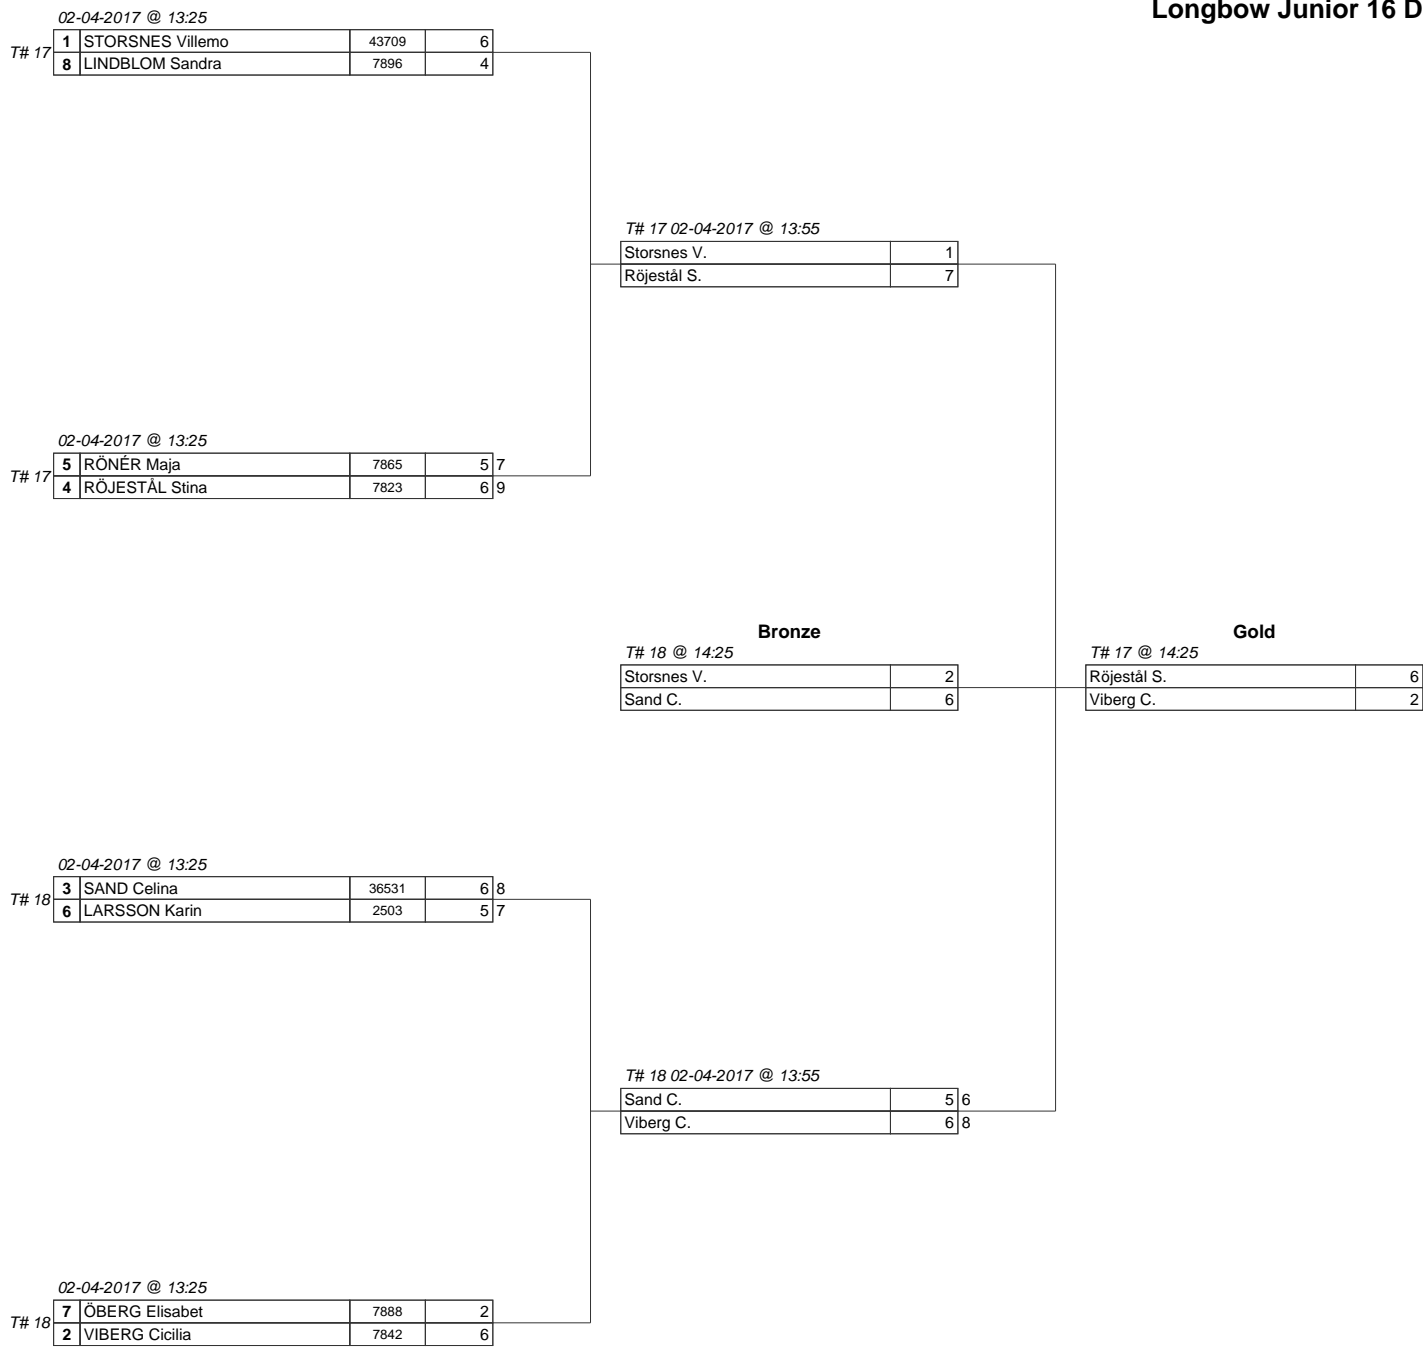 Longbow Junior 16 D
02-04-2017 @ 13:25
T# 17
1 STORSNES Villemo 43709 6
8 LINDBLOM Sandra 7896 4
T# 17 02-04-2017 @ 13:55
Storsnes V. 1
Röjestål S. 7
02-04-2017 @ 13:25
T# 17
5 RÖNÉR Maja 7865 5 7
4 RÖJESTÅL Stina 7823 6 9
Bronze
T# 18 @ 14:25
Storsnes V. 2
Sand C. 6
Gold
T# 17 @ 14:25
Röjestål S. 6
Viberg C. 2
02-04-2017 @ 13:25
T# 18
3 SAND Celina 36531 6 8
6 LARSSON Karin 2503 5 7
T# 18 02-04-2017 @ 13:55
Sand C. 5 6
Viberg C. 6 8
02-04-2017 @ 13:25
T# 18
7 ÖBERG Elisabet 7888 2
2 VIBERG Cicilia 7842 6